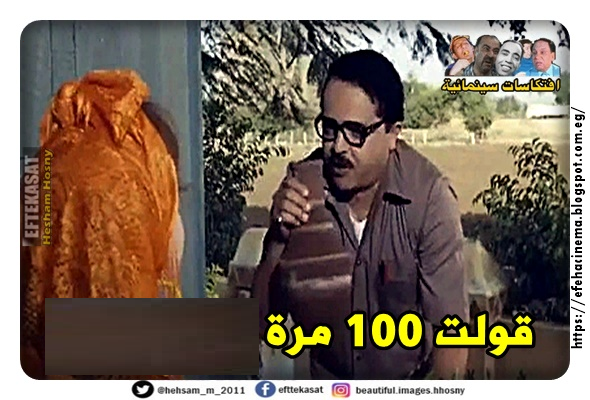 افتكاسات سينمائية
EFTEKASAT
Hesham Hosny
قولت 100 مرة
https://efehacinema.blogspot.com.eg/
@hehsam_m_2011 efttekasat beautiful.images.hhosny